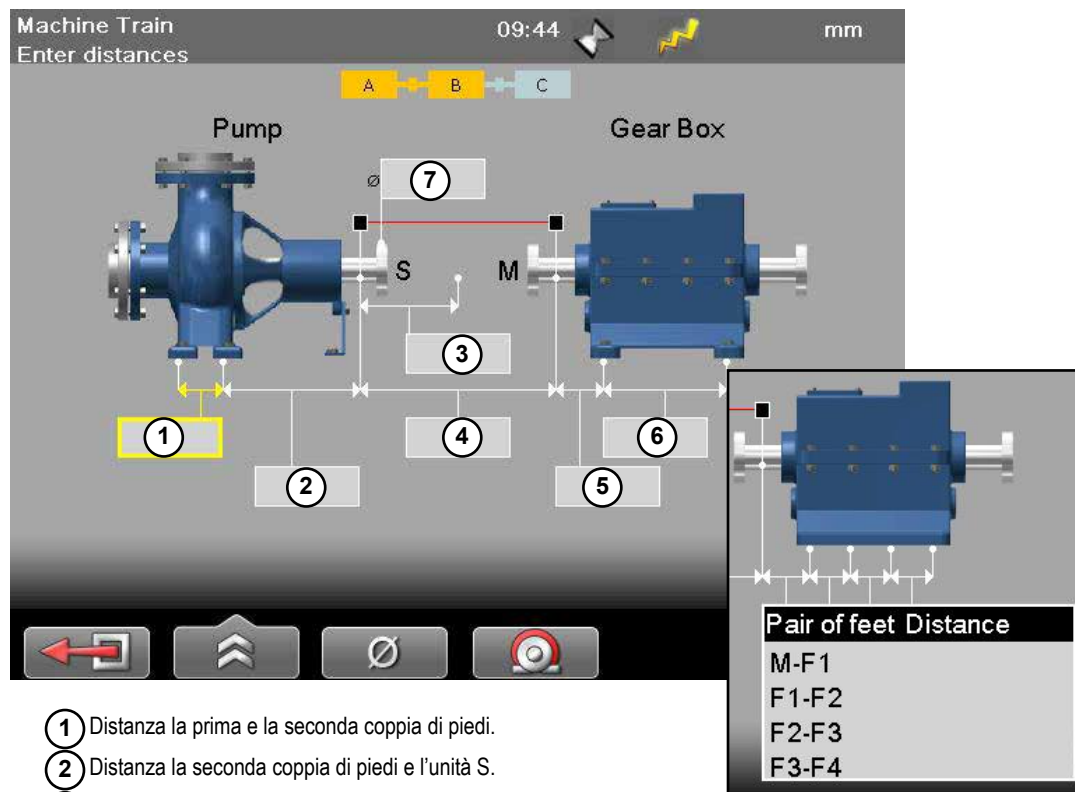 Machine Train
Enter distances
09:44
mm
A B C
Pump
Gear Box
Ø 7
S
M
3
1
4
6
2
5
Ø
Pair of feet Distance
M-F1
F1-F2
F2-F3
F3-F4
1 Distanza la prima e la seconda coppia di piedi.
2 Distanza la seconda coppia di piedi e l’unità S.